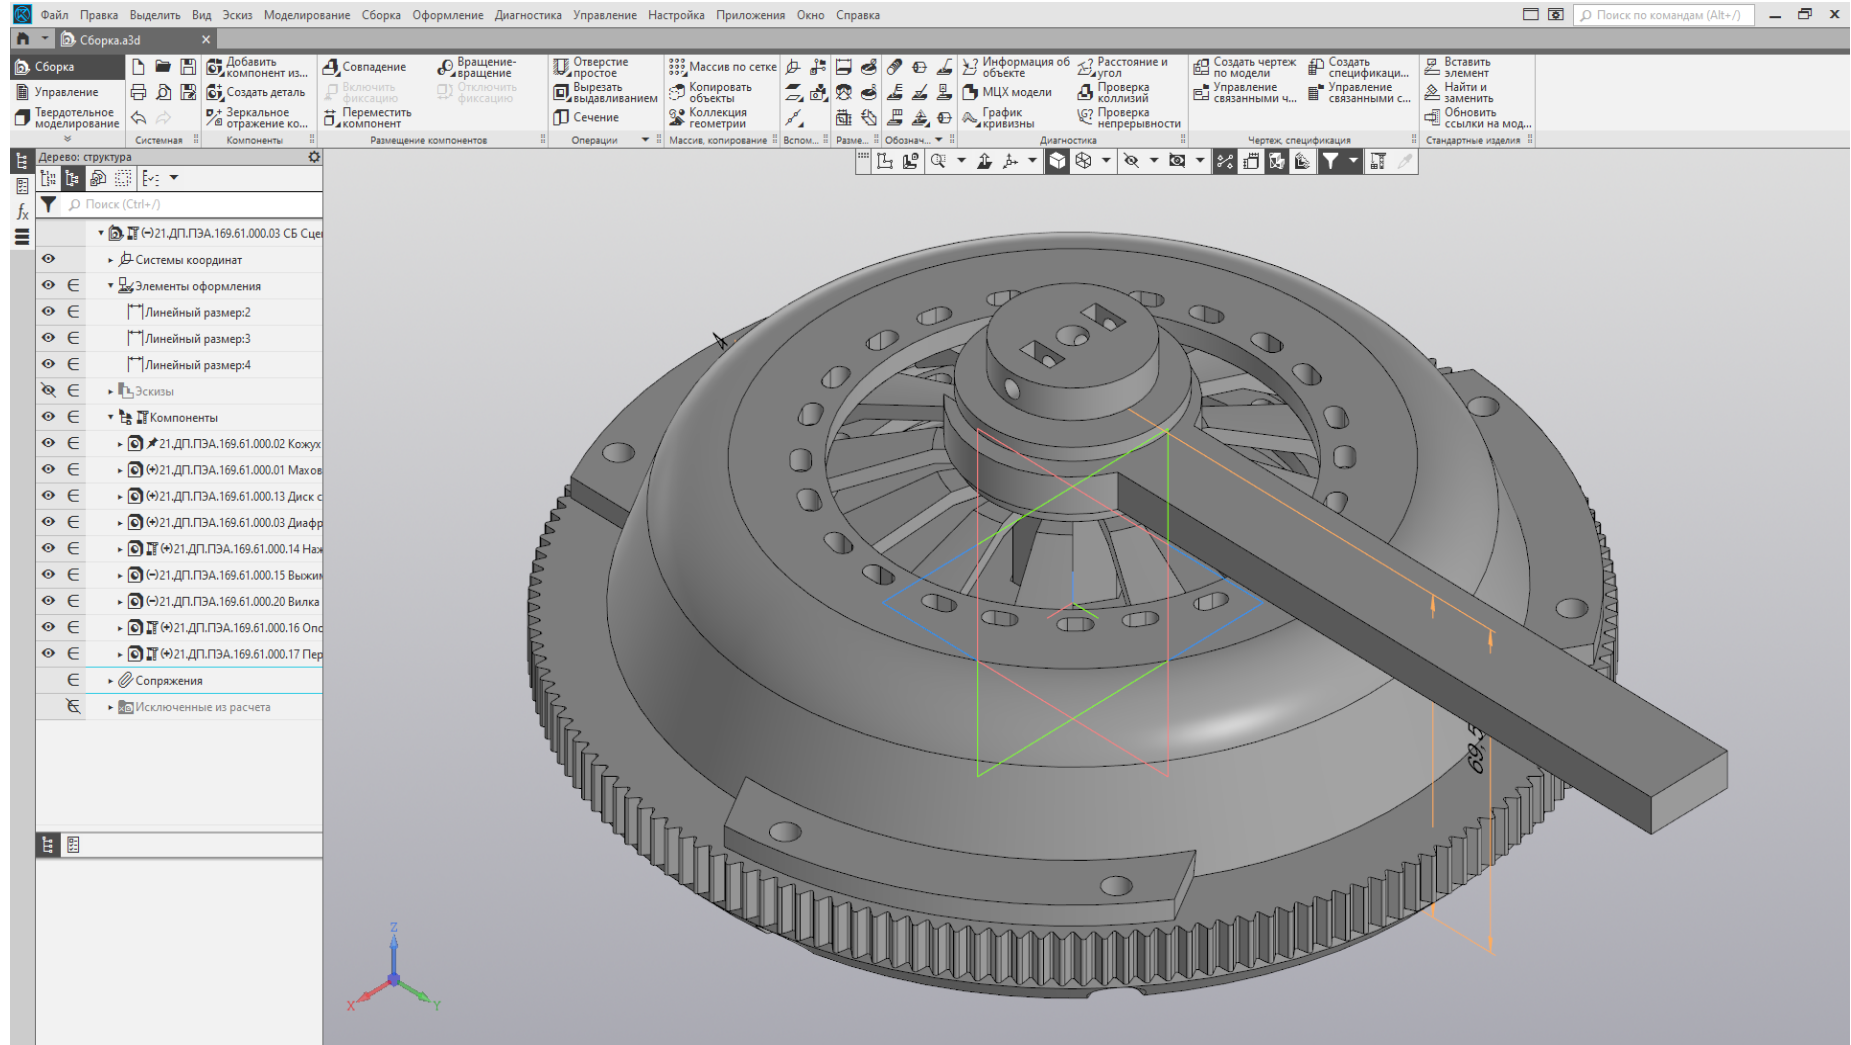 Файл Правка Выделить Вид Эскиз Моделирование Сборка Оформление Диагностика Управление Настройка Приложения Окно Справка
Поиск по командам (Alt+/)
Сборка.a3d
Сборка
Управление
Твердотельное
моделирование
Системная
Добавить
компонент из...
Создать деталь
Зеркальное
отражение ко...
Компоненты
Совпадение
Включить
фиксацию
Переместить
компонент
Вращение-
вращение
Отключить
фиксацию
Размещение компонентов
Отверстие
простое
Вырезать
выдавливанием
Сечение
Операции
Массив по сетке
Копировать
объекты
Коллекция
геометрии
Массив, копирование
Вспом...
Разме...
Обознач...
Информация об
объекте
МЦХ модели
График
кривизны
Расстояние и
угол
Проверка
коллизий
Проверка
непрерывности
Диагностика
Создать чертеж
по модели
Управление
связанными ч...
Создать
спецификаци...
Управление
связанными с...
Чертеж, спецификация
Вставить
элемент
Найти и
заменить
Обновить
ссылки на мод...
Стандартные изделия
Дерево: структура
Поиск (Ctrl+/)
(-)21.ДП.ПЭА.169.61.000.03 СБ Сце
Системы координат
Элементы оформления
Линейный размер:2
Линейный размер:3
Линейный размер:4
Эскизы
Компоненты
21.ДП.ПЭА.169.61.000.02 Кожух
(+)21.ДП.ПЭА.169.61.000.01 Махов
(+)21.ДП.ПЭА.169.61.000.13 Диск с
(+)21.ДП.ПЭА.169.61.000.03 Диафр
(+)21.ДП.ПЭА.169.61.000.14 Наж
(-)21.ДП.ПЭА.169.61.000.15 Выжим
(-)21.ДП.ПЭА.169.61.000.20 Вилка
(+)21.ДП.ПЭА.169.61.000.16 Опо
(+)21.ДП.ПЭА.169.61.000.17 Пер
Сопряжения
Исключенные из расчета
69,5
Z
X
Y